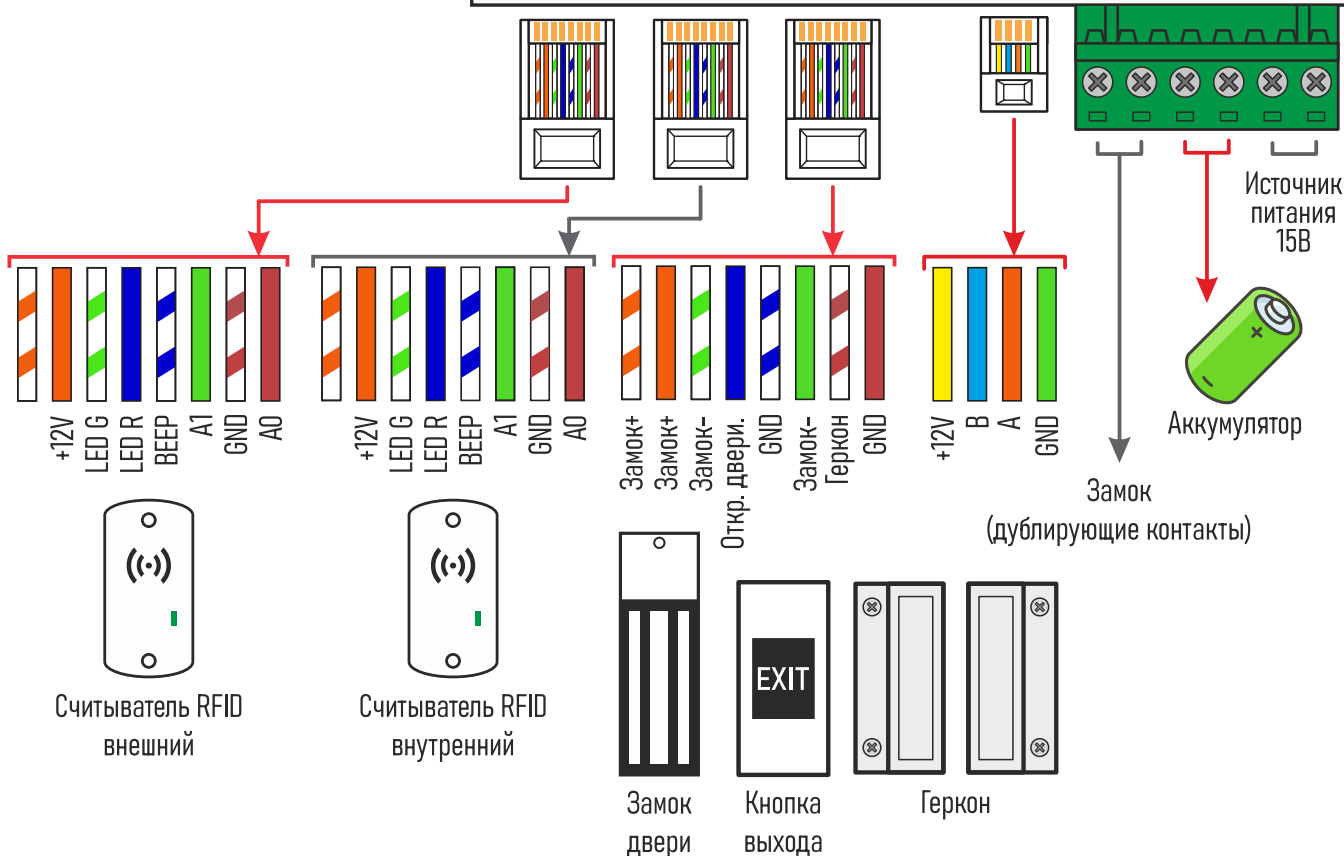 Источник
питания
15В
Аккумулятор
+12V
LED G
LED R
BEEP
A1
GND
A0
+12V
LED G
LED R
BEEP
A1
GND
A0
Замок+
Замок+
Замок-
Откр. двери.
GND
Замок-
Геркон
GND
+12V
B
A
GND
Замок
(дублирующие контакты)
EXIT
Считыватель RFID
внешний
Считыватель RFID
внутренний
Замок
двери
Кнопка
выхода
Геркон